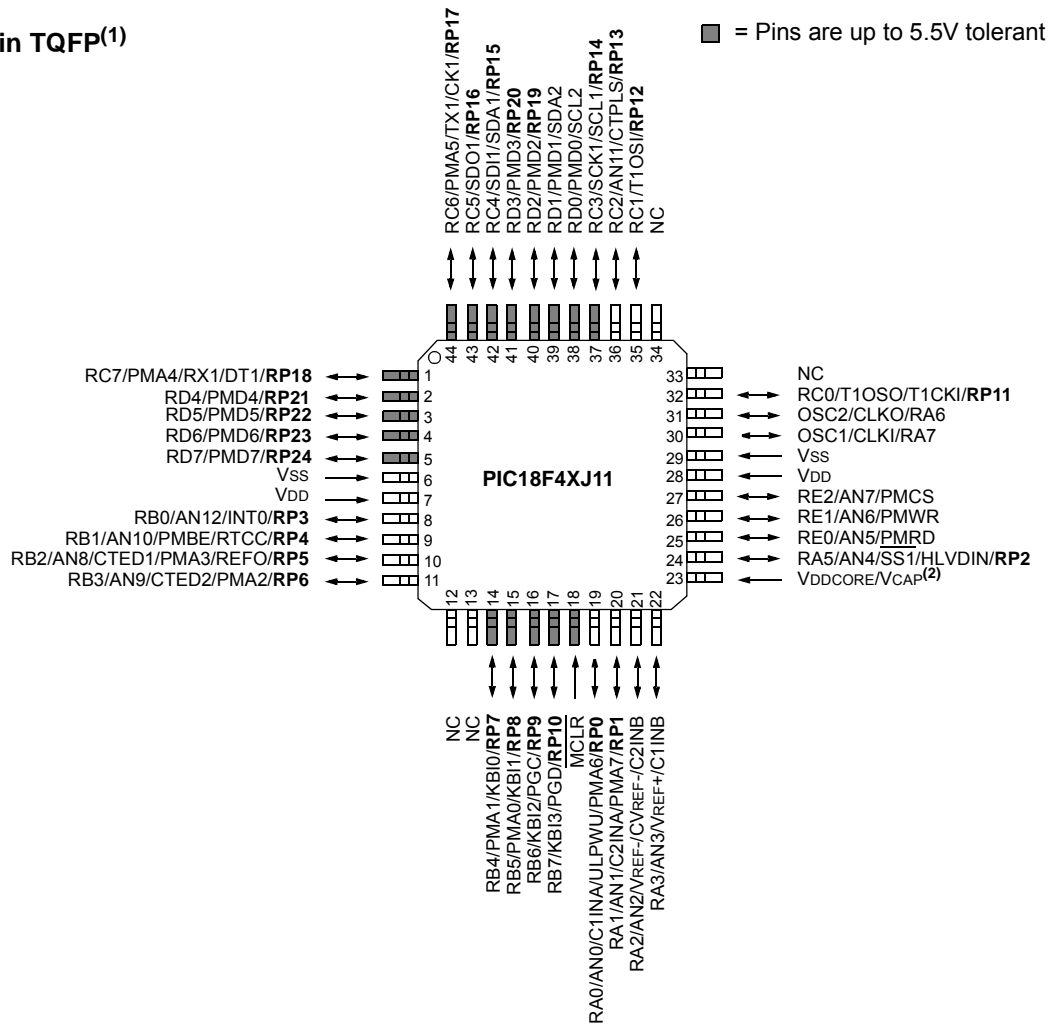 in TQFP(1)
= Pins are up to 5.5V tolerant
RC6/PMA5/TX1/CK1/RP17
RC5/SDO1/RP16
RC4/SDI1/SDA1/RP15
RD3/PMD3/RP20
RD2/PMD2/RP19
RD1/PMD1/SDA2
RD0/PMD0/SCL2
RC3/SCK1/SCL1/RP14
RC2/AN11/CTPLS/RP13
RC1/T1OSI/RP12
NC
44 43 42 41 40 39 38 37 36 35 34
RC7/PMA4/RX1/DT1/RP18 1
RD4/PMD4/RP21 2
RD5/PMD5/RP22 3
RD6/PMD6/RP23 4
RD7/PMD7/RP24 5
VSS 6
VDD 7
RB0/AN12/INT0/RP3 8
RB1/AN10/PMBE/RTCC/RP4 9
RB2/AN8/CTED1/PMA3/REFO/RP5 10
RB3/AN9/CTED2/PMA2/RP6 11
PIC18F4XJ11
33 NC
32 RC0/T1OSO/T1CKI/RP11
31 OSC2/CLKO/RA6
30 OSC1/CLKI/RA7
29 VSS
28 VDD
27 RE2/AN7/PMCS
26 RE1/AN6/PMWR
25 RE0/AN5/PMRD
24 RA5/AN4/SS1/HLVDIN/RP2
23 VDDCORE/VCAP(2)
12 13 14 15 16 17 18 19 20 21 22
NC
NC
RB4/PMA1/KBI0/RP7
RB5/PMA0/KBI1/RP8
RB6/KBI2/PGC/RP9
RB7/KBI3/PGD/RP10
MCLR
RA0/AN0/C1INA/ULPWU/PMA6/RP0
RA1/AN1/C2INA/PMA7/RP1
RA2/AN2/VREF-/CVREF-/C2INB
RA3/AN3/VREF+/C1INB